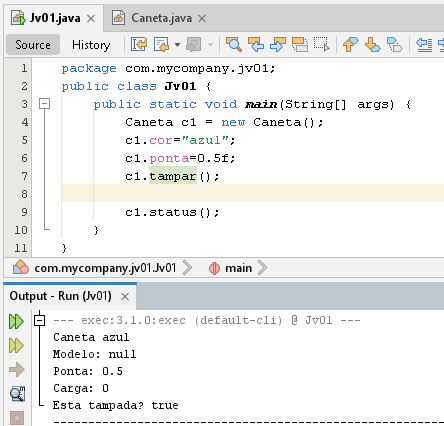 Jv01.java × Caneta.java ×
Source History
1 package com.mycompany.jv01;
2 public class Jv01 {
3 public static void main(String[] args) {
4 Caneta c1 = new Caneta();
5 c1.cor="azul";
6 c1.ponta=0.5f;
7 c1.tampar();
8
9 c1.status();
10 }
11 }
com.mycompany.jv01.Jv01 main
Output - Run (Jv01) ×
--- exec:3.1.0:exec (default-cli) @ Jv01 ---
Caneta azul
Modelo: null
Ponta: 0.5
Carga: 0
Esta tampada? true
------------------------------------------------